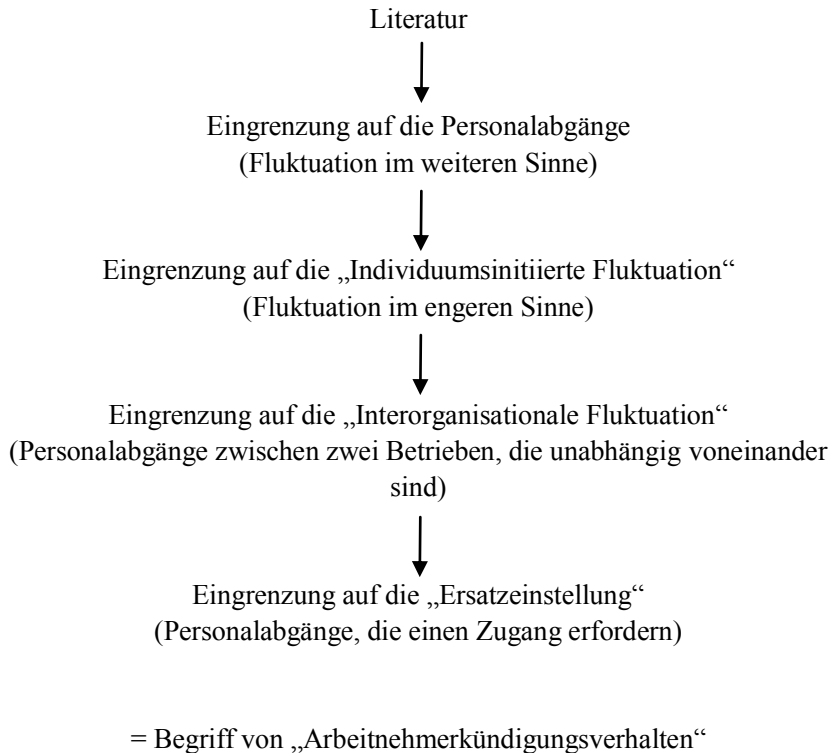 Literatur
Eingrenzung auf die Personalabgänge
(Fluktuation im weiteren Sinne)
Eingrenzung auf die „Individuumsinitiierte Fluktuation“
(Fluktuation im engeren Sinne)
Eingrenzung auf die „Interorganisationale Fluktuation“
(Personalabgänge zwischen zwei Betrieben, die unabhängig voneinander
sind)
Eingrenzung auf die „Ersatzeinstellung“
(Personalabgänge, die einen Zugang erfordern)
= Begriff von „Arbeitnehmerkündigungsverhalten“